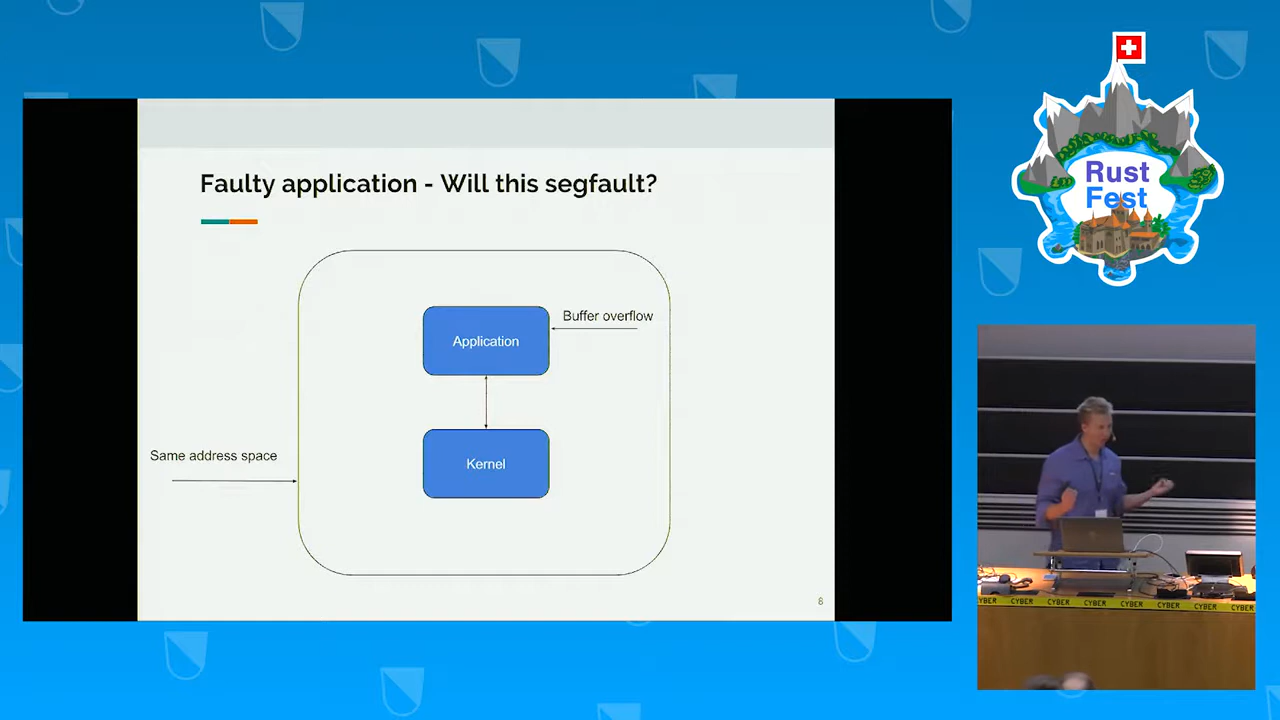 Faulty application - Will this segfault?
Buffer overflow
Application
Same address space
Kernel
8
Rust
Fest
CYBER CYBER CYBER CYBER CYBER CYBER CYBER